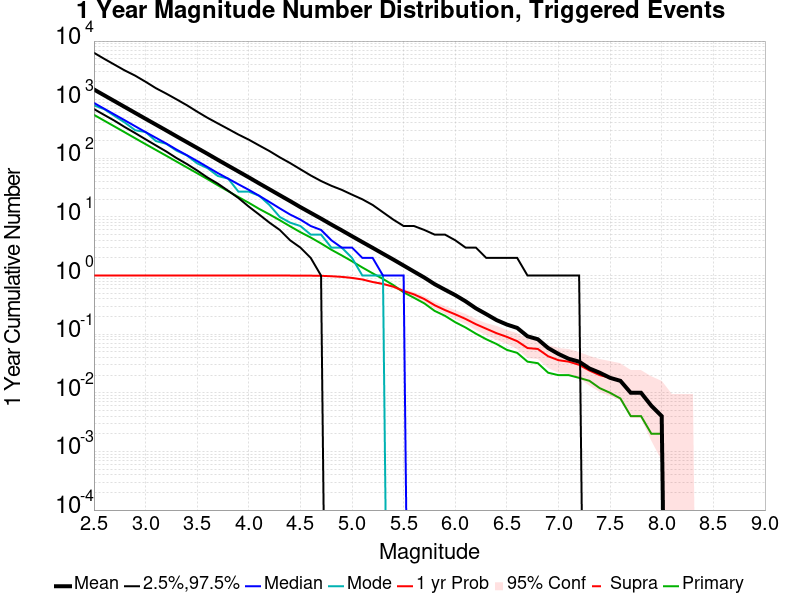 1 Year Magnitude Number Distribution, Triggered Events
1 Year Cumulative Number
10^4
10^3
10^2
10^1
10^0
10^-1
10^-2
10^-3
10^-4
2.5 3.0 3.5 4.0 4.5 5.0 5.5 6.0 6.5 7.0 7.5 8.0 8.5 9.0
Magnitude
Mean 2.5%,97.5% Median Mode 1 yr Prob 95% Conf Supra Primary